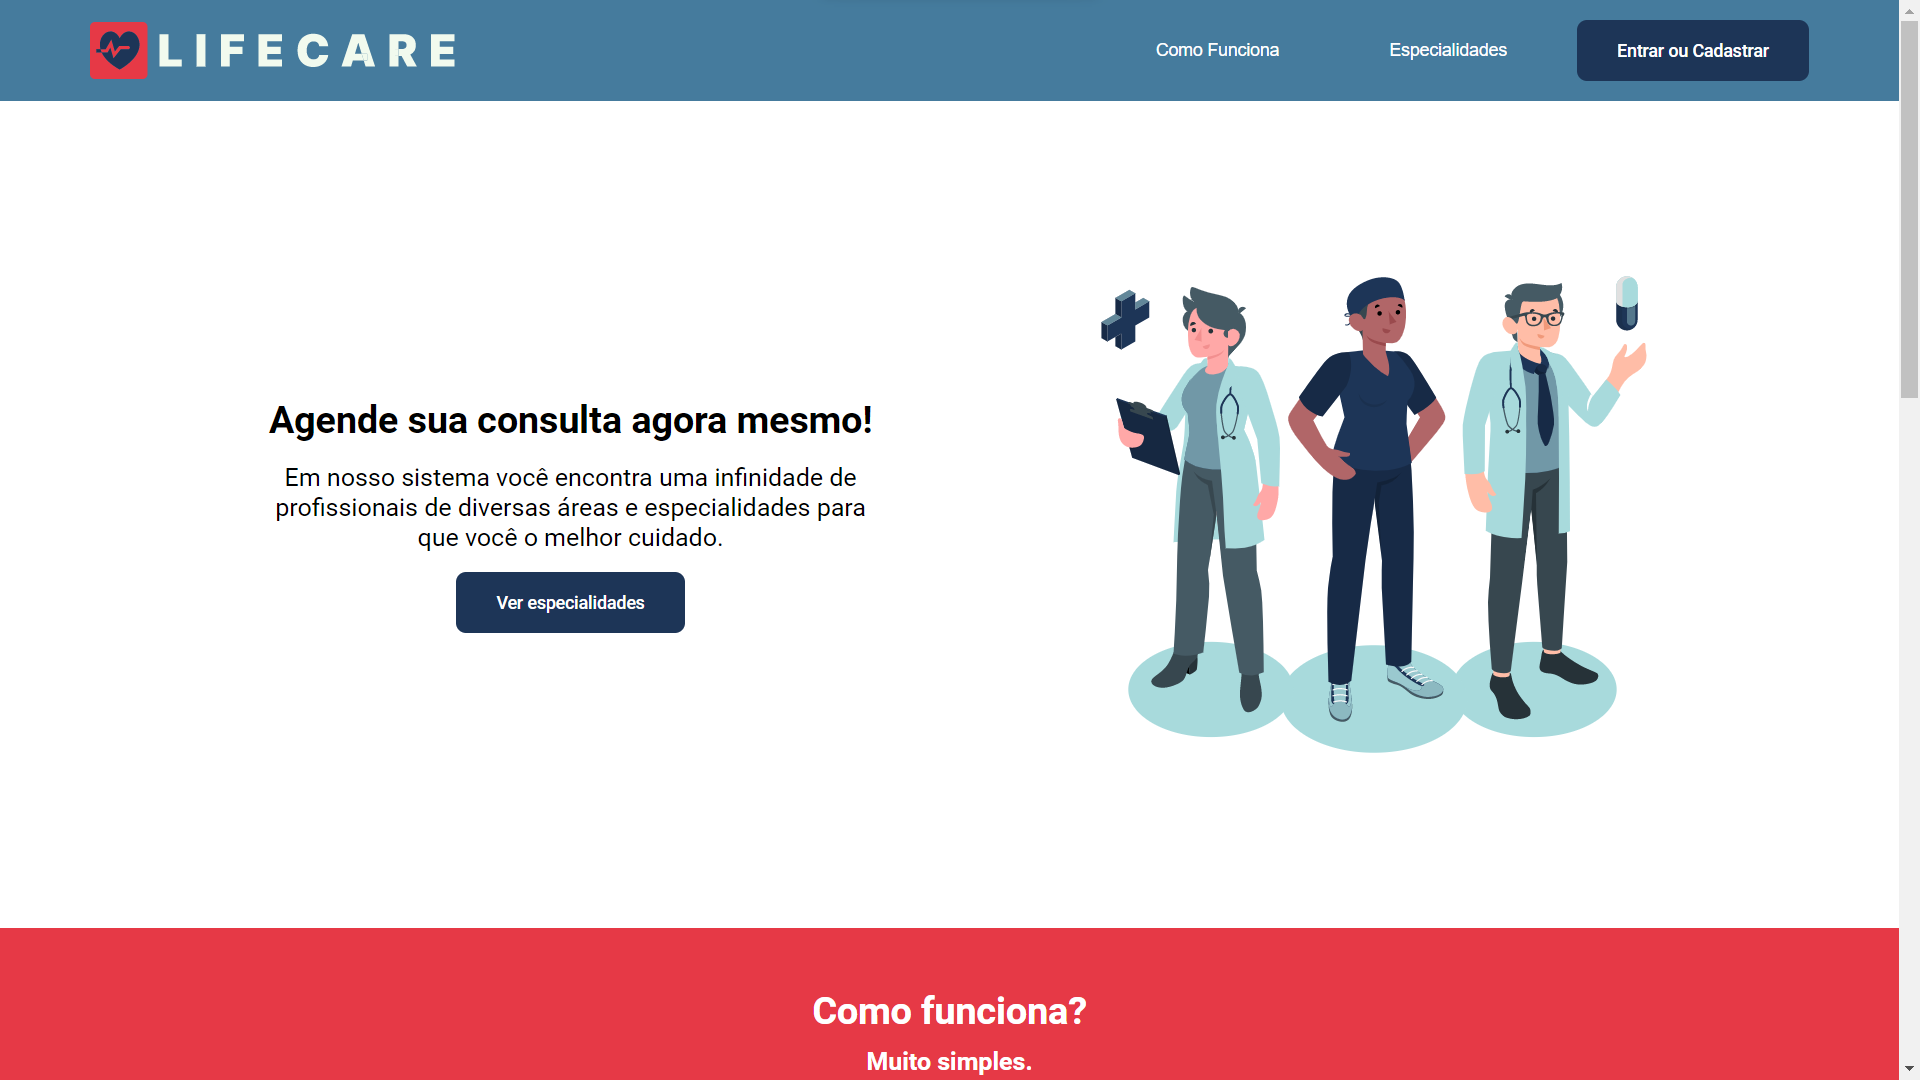 LIFECARE
Como Funciona
Especialidades
Entrar ou Cadastrar
Agende sua consulta agora mesmo!
Em nosso sistema você encontra uma infinidade de
profissionais de diversas áreas e especialidades para
que você o melhor cuidado.
Ver especialidades
Como funciona?
Muito simples.